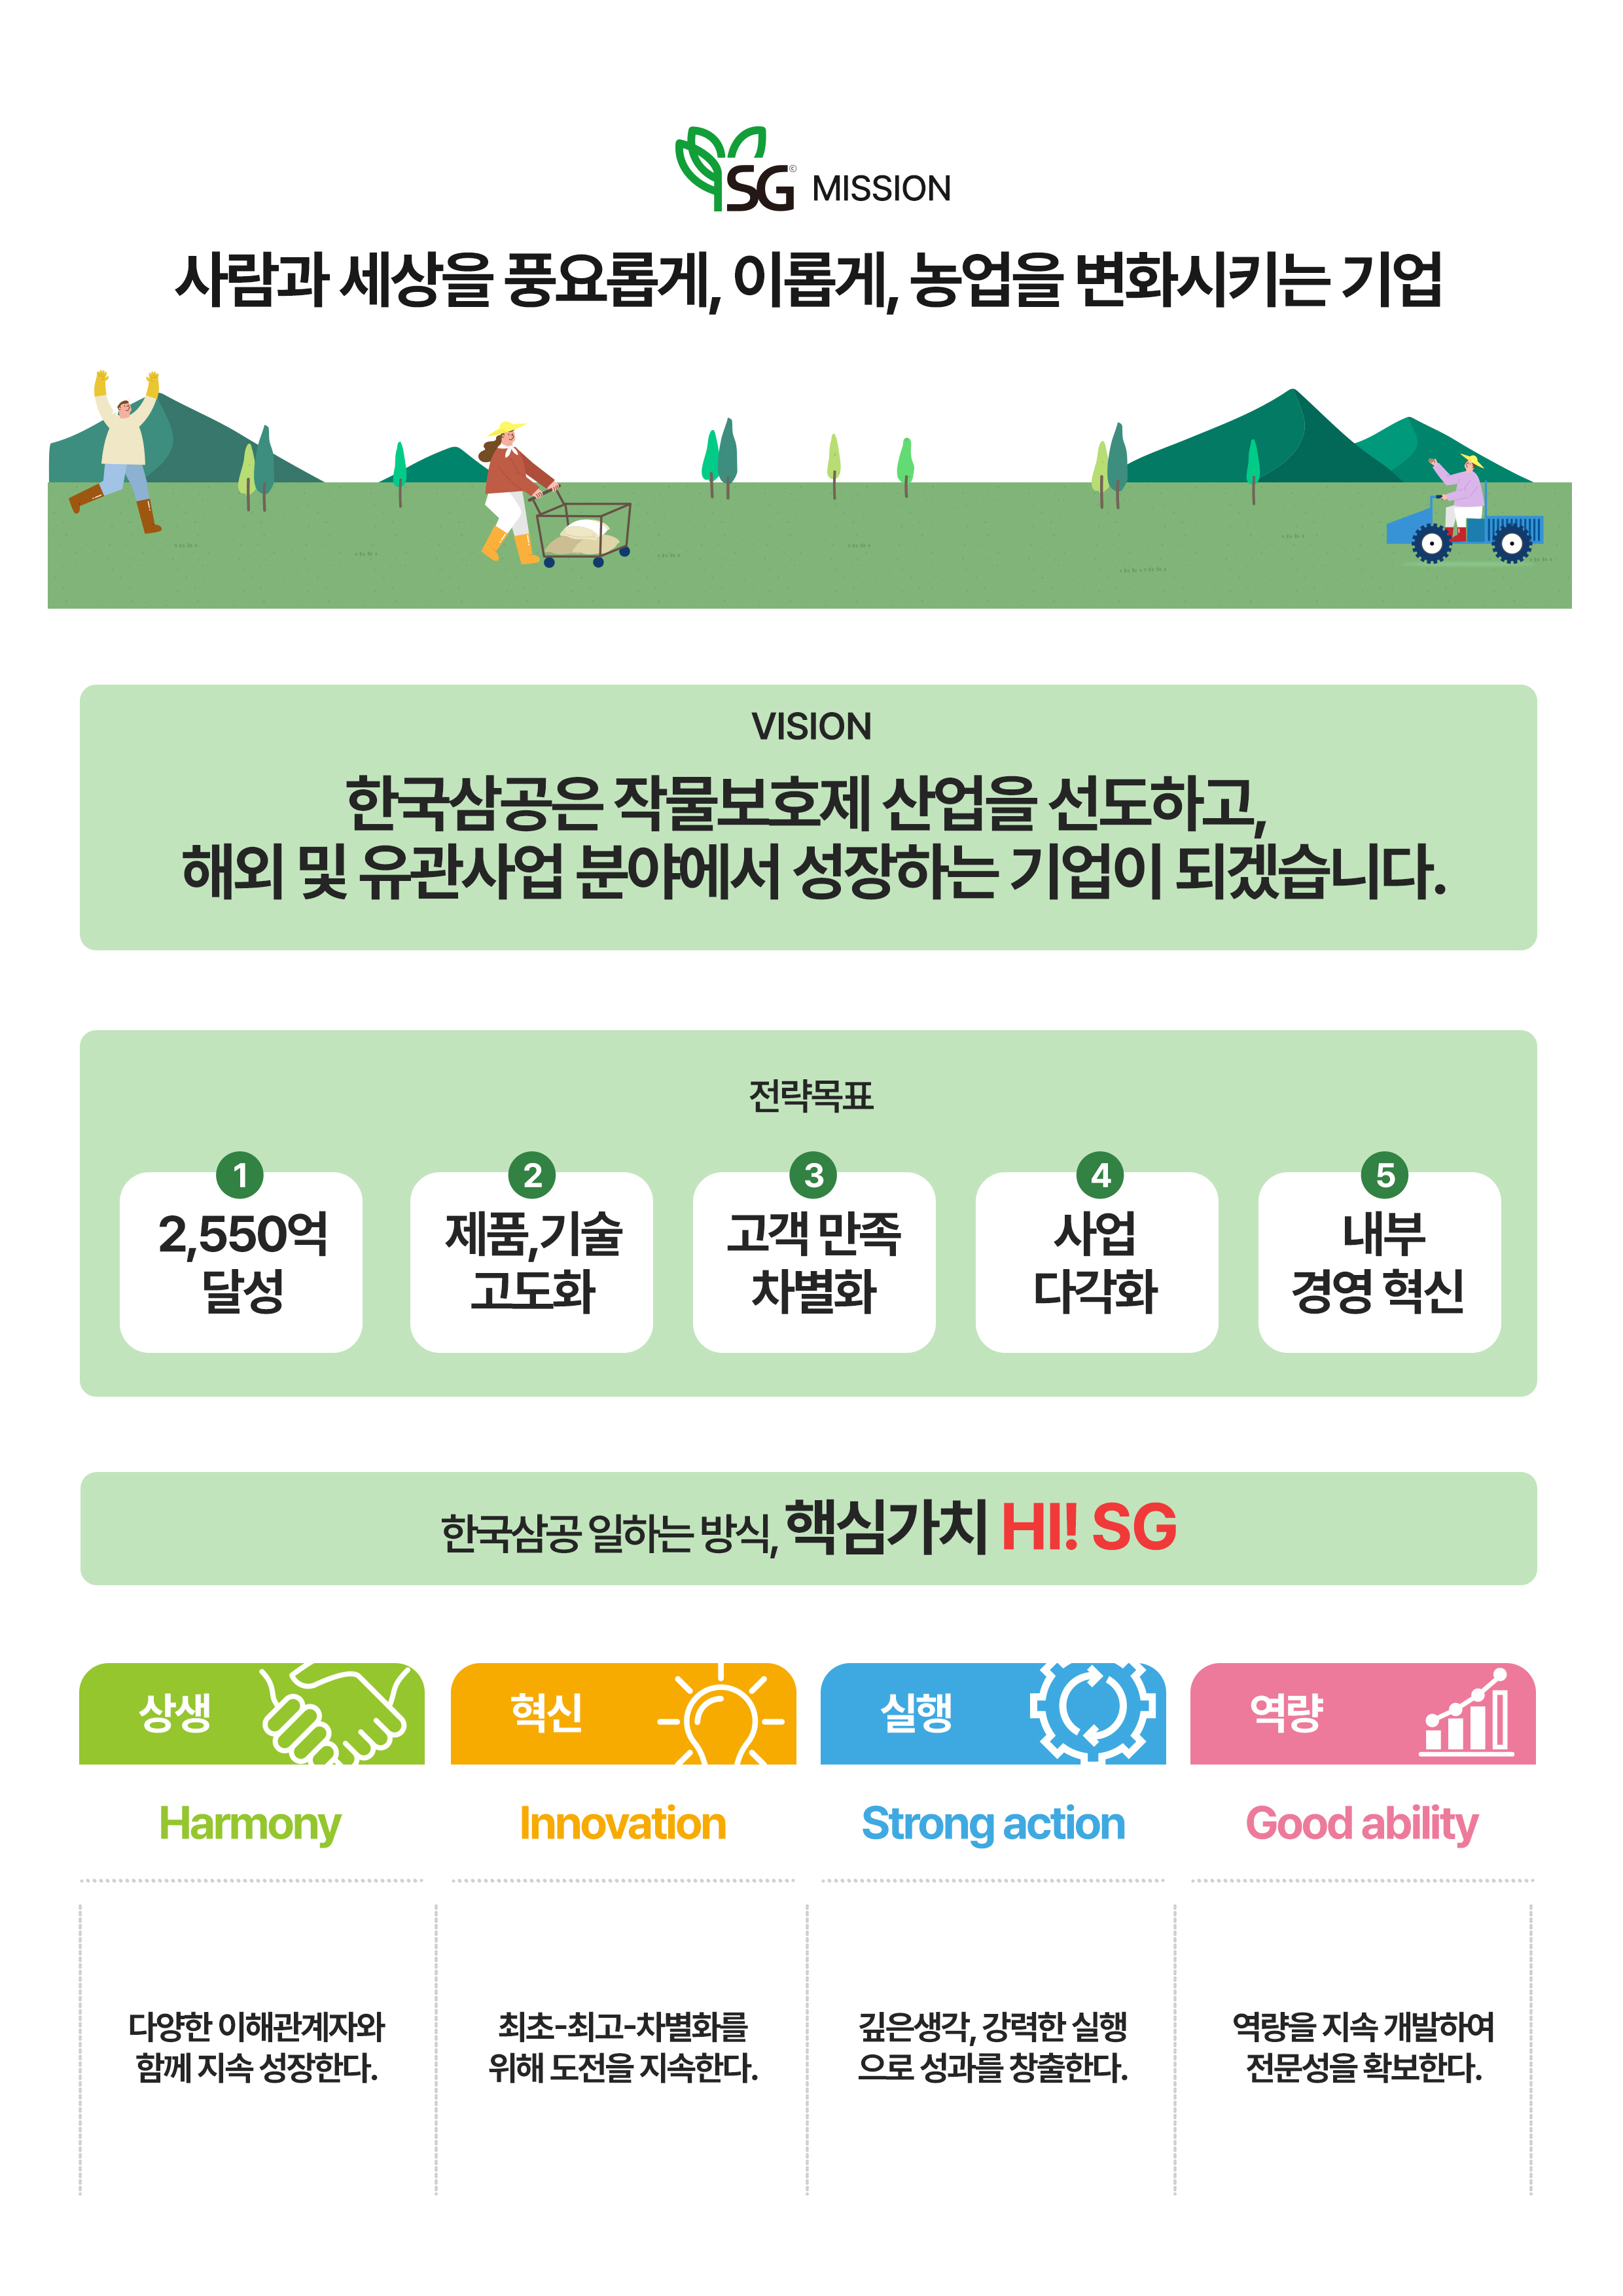 SG© MISSION
사람과 세상을 풍요롭게, 이롭게, 농업을 변화시키는 기업
VISION
한국삼공은 작물보호제 산업을 선도하고,
해외 및 유관사업 분야에서 성장하는 기업이 되겠습니다.
전략목표
1
2,550억
달성
2
제품,기술
고도화
3
고객 만족
차별화
4
사업
다각화
5
내부
경영 혁신
한국삼공 일하는 방식, 핵심가치 HI! SG
상생
Harmony
다양한 이해관계자와
함께 지속 성장한다.
혁신
Innovation
최초-최고-차별화를
위해 도전을 지속한다.
실행
Strong action
깊은생각, 강력한 실행
으로 성과를 창출한다.
역량
Good ability
역량을 지속 개발하여
전문성을 확보한다.